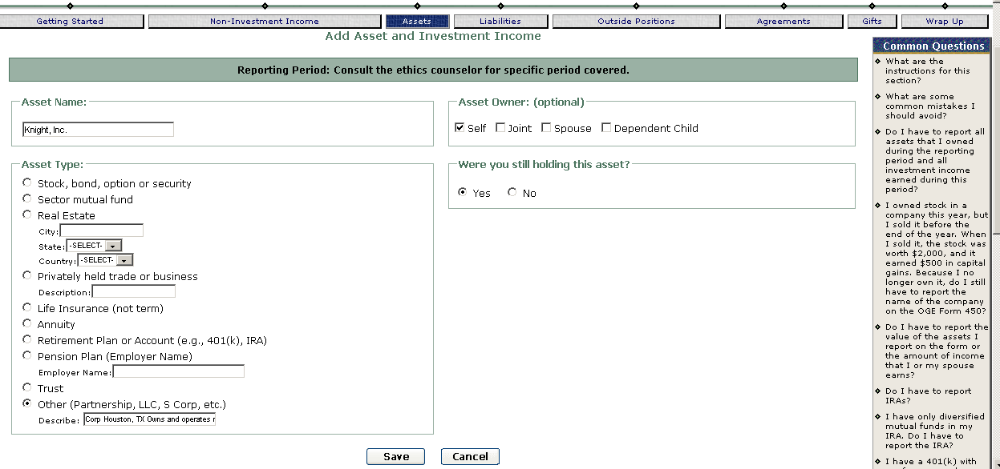 Getting Started
Non-Investment Income
Assets
Liabilities
Outside Positions
Agreements
Gifts
Wrap Up
Add Asset and Investment Income
Reporting Period: Consult the ethics counselor for specific period covered.
Asset Name:
Knight, Inc.
Asset Owner: (optional)
Self
Joint
Spouse
Dependent Child
Asset Type:
Stock, bond, option or security
Sector mutual fund
Real Estate
City:
State: -SELECT-
Country: -SELECT-
Privately held trade or business
Description:
Life Insurance (not term)
Annuity
Retirement Plan or Account (e.g., 401(k), IRA)
Pension Plan (Employer Name)
Employer Name:
Trust
Other (Partnership, LLC, S Corp, etc.)
Describe: Corp Houston, TX Owns and operates
Were you still holding this asset?
Yes
No
Save
Cancel
Common Questions
What are the
instructions for this
section?
What are some
common mistakes I
should avoid?
Do I have to report all
assets that I owned
during the reporting
period and all
investment income
earned during this
period?
I owned stock in a
company this year, but
I sold it before the
end of the year. When
I sold it, the stock was
worth $2,000, and it
earned $500 in capital
gains. Because I no
longer own it, do I still
have to report the
name of the company
on the OGE Form 450?
Do I have to report the
value of the assets I
report on the form or
the amount of income
that I or my spouse
earns?
Do I have to report
IRAs?
I have only diversified
mutual funds in my
IRA. Do I have to
report the IRA?
I have a 401(k) with